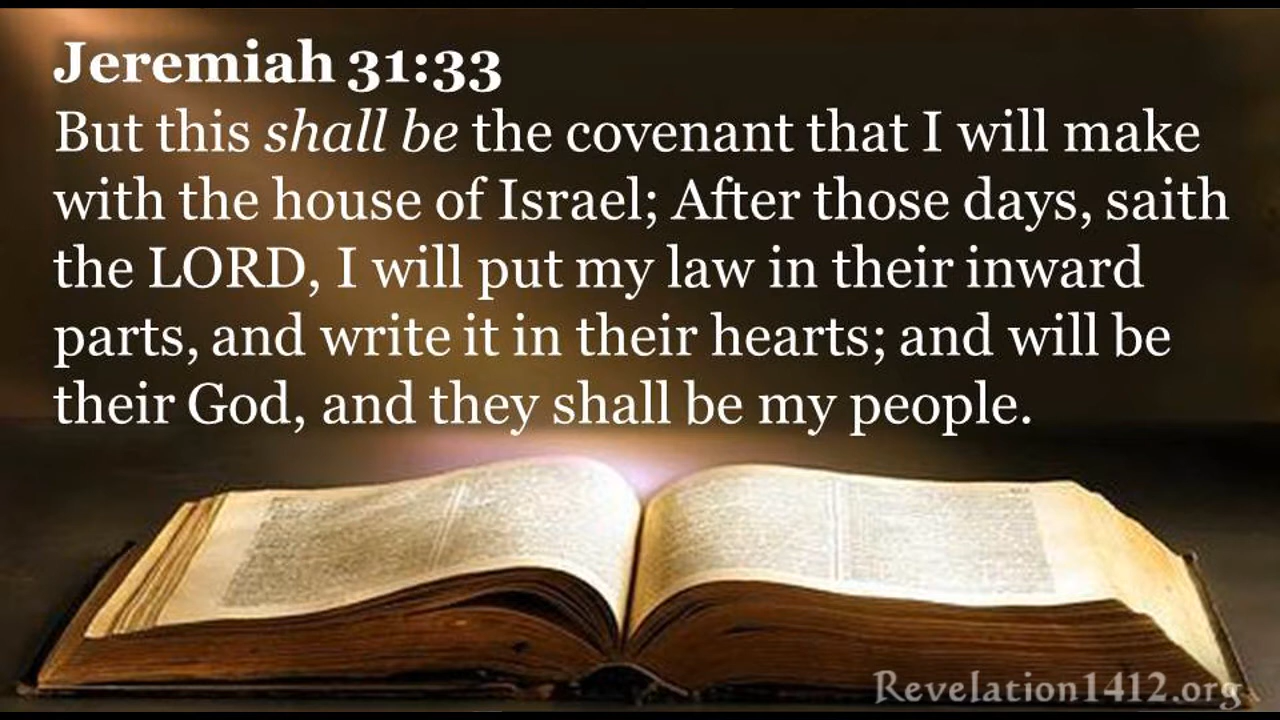 Jeremiah 31:33
But this shall be the covenant that I will make
with the house of Israel; After those days, saith
the LORD, I will put my law in their inward
parts, and write it in their hearts; and will be
their God, and they shall be my people.
Revelation1412.org